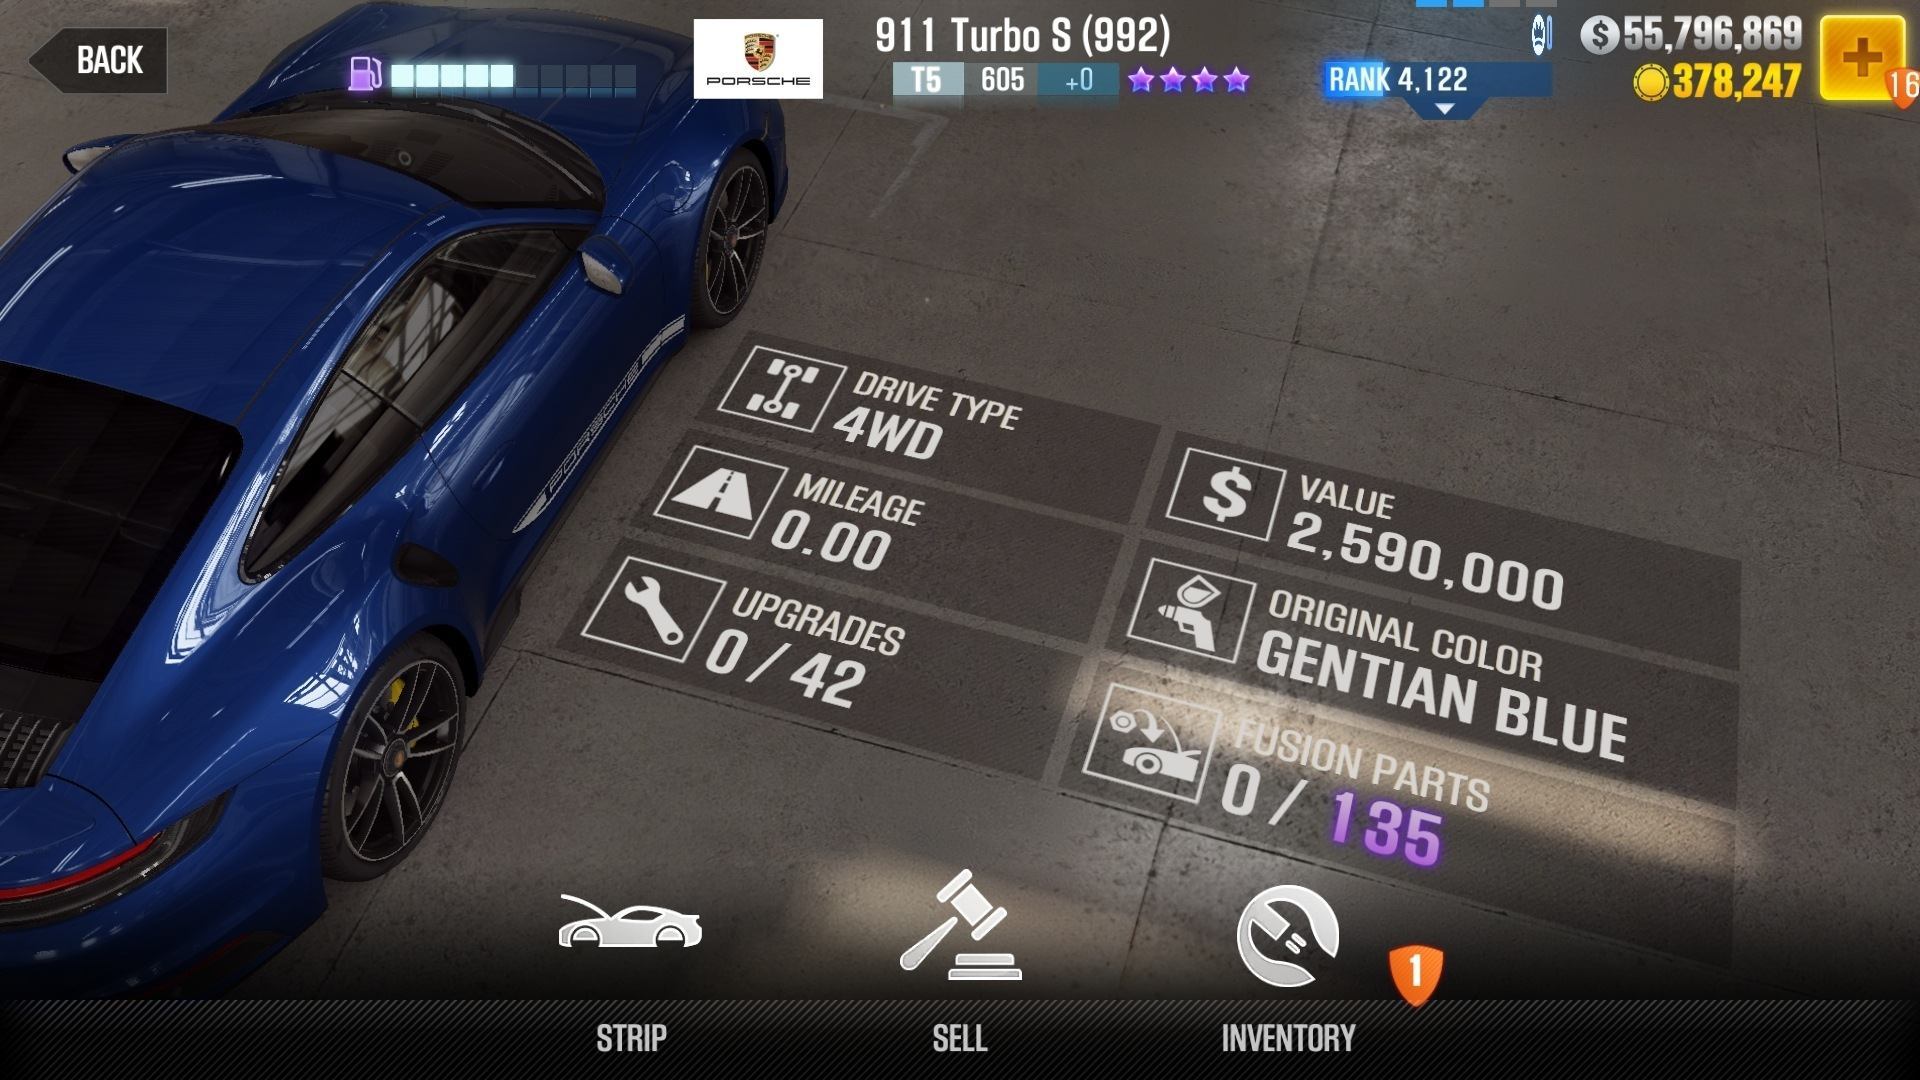 BACK
PORSCHE
911 Turbo S (992)
T5 605 +0
RANK 4,122
55,796,869
378,247
16
PORSCHE
DRIVE TYPE
4WD
MILEAGE
0.00
UPGRADES
0 / 42
$ VALUE
2,590,000
ORIGINAL COLOR
GENTIAN BLUE
FUSION PARTS
0 / 135
1
STRIP
SELL
INVENTORY